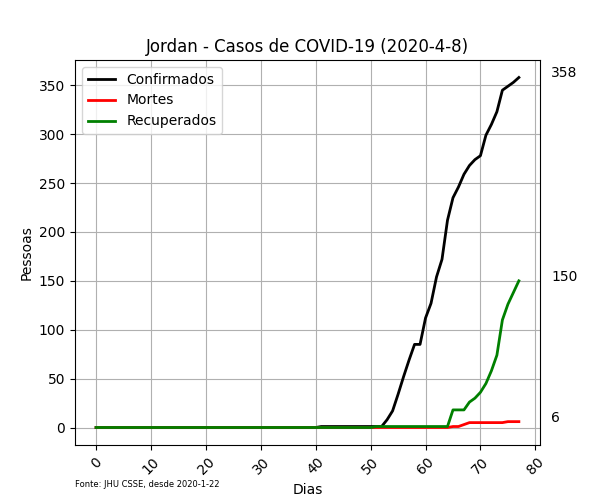 Jordan - Casos de COVID-19 (2020-4-8)
Confirmados
Mortes
Recuperados
350
300
250
200
150
100
50
0
Pessoas
358
150
6
0
10
20
30
40
50
60
70
80
Dias
Fonte: JHU CSSE, desde 2020-1-22